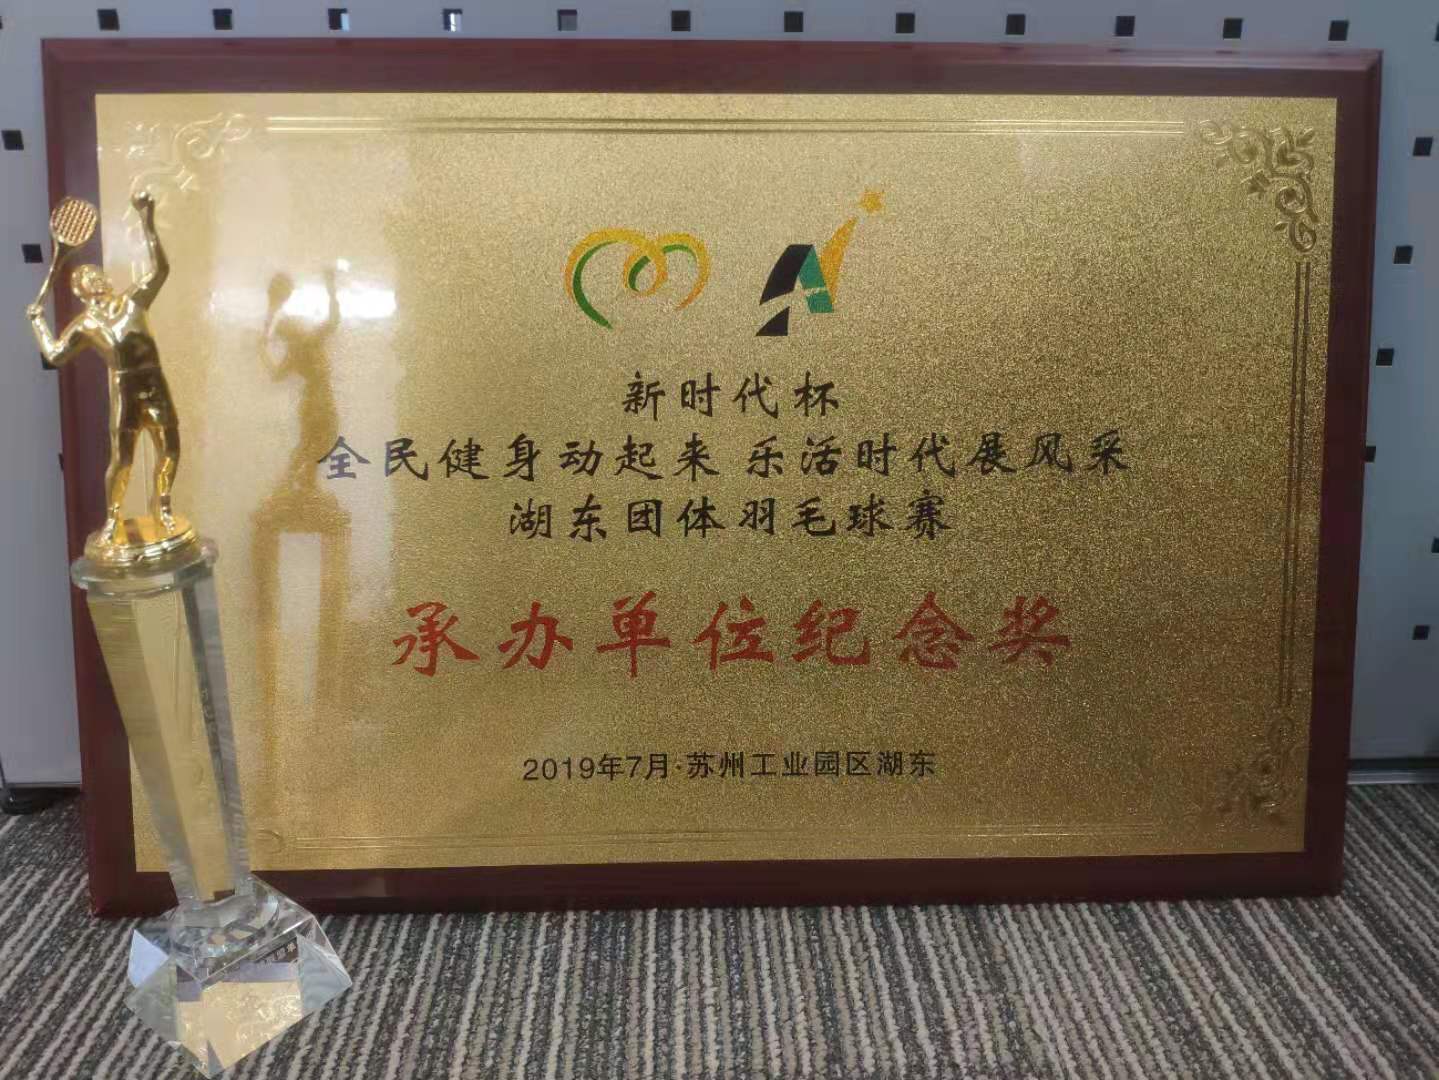 新时代杯
全民健身动起来 乐活时代展风采
湖东团体羽毛球赛
承办单位纪念奖
2019年7月·苏州工业园区湖东